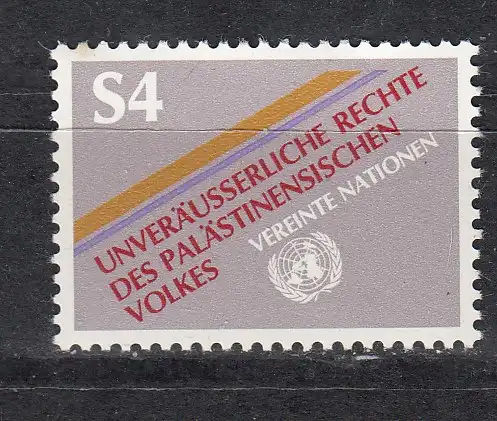 S4
UNVERÄUSSERLICHE RECHTE
DES PALÄSTINENSISCHEN
VOLKES
VEREINTE NATIONEN